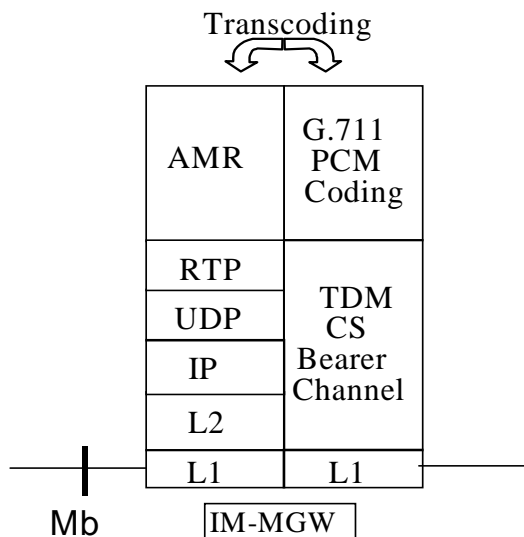 Transcoding
AMR
G.711
PCM
Coding
RTP
UDP
IP
L2
L1
TDM
CS
Bearer
Channel
L1
Mb
IM-MGW